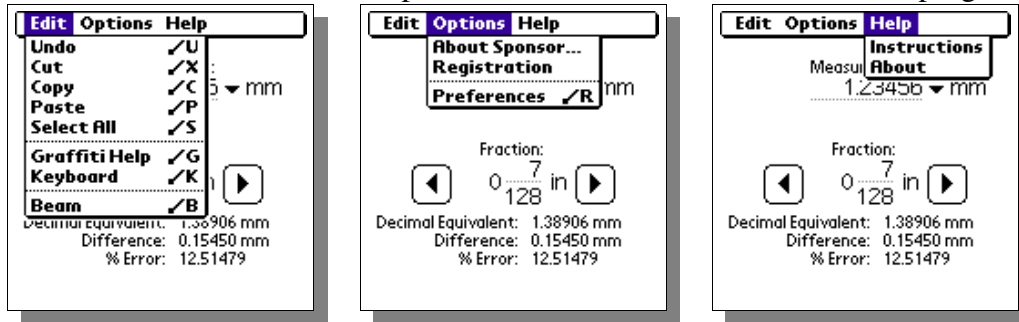 Edit Options Help
Undo /U
Cut /X
Copy /C
Paste /P
Select All /S
Graffiti Help /G
Keyboard /K
Beam /B
mm
Decimal Equivalent: 1.38906 mm
Difference: 0.15450 mm
% Error: 12.51479
Edit Options Help
About Sponsor...
Registration
Preferences /R
mm
Fraction:
0 7/128 in
Decimal Equivalent: 1.38906 mm
Difference: 0.15450 mm
% Error: 12.51479
Edit Options Help
Instructions
About
1.23456 mm
Fraction:
0 7/128 in
Decimal Equivalent: 1.38906 mm
Difference: 0.15450 mm
% Error: 12.51479